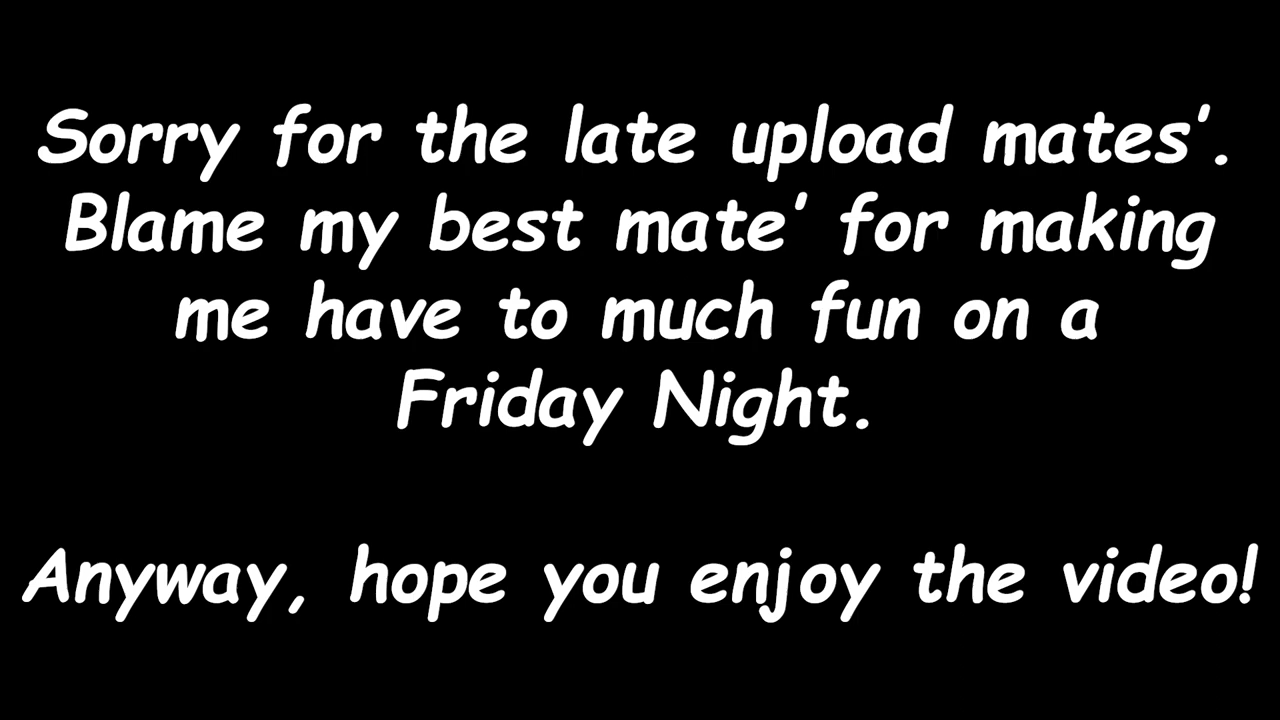 Sorry for the late upload mates’.
Blame my best mate’ for making
me have to much fun on a
Friday Night.
Anyway, hope you enjoy the video!